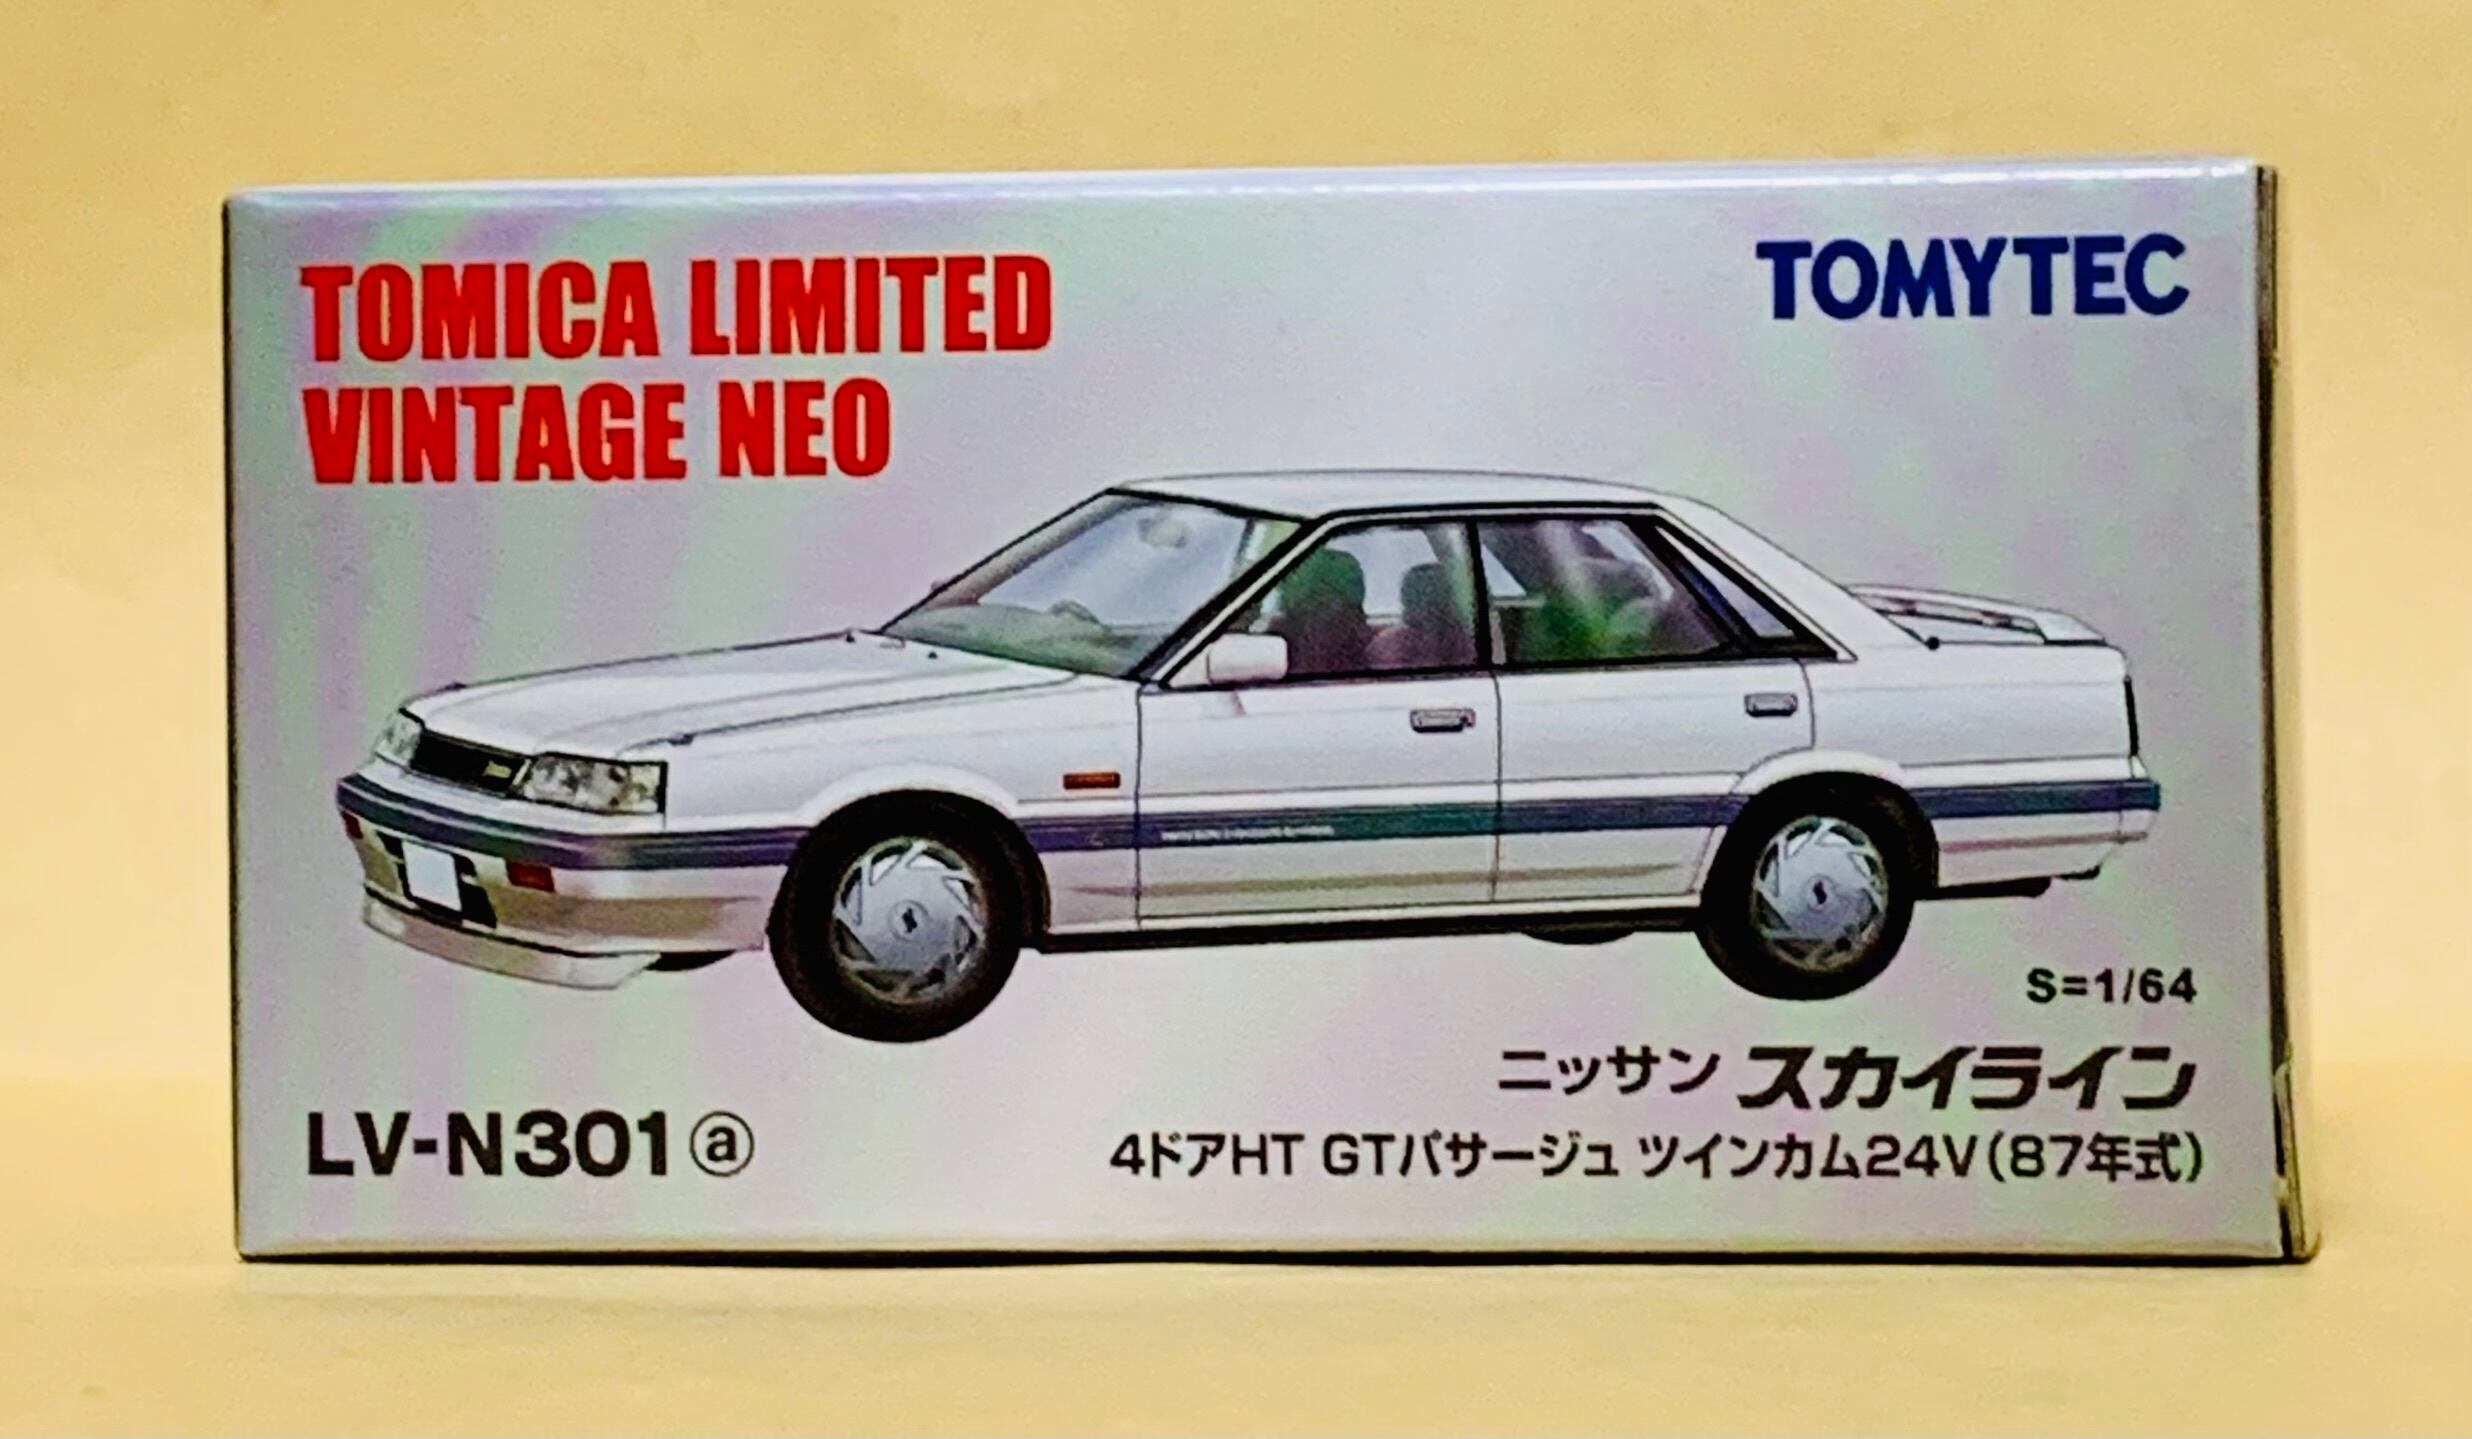 TOMICA LIMITED
VINTAGE NEO
TOMYTEC
S=1/64
ニッサン スカイライン
4ドアHT GTパサージュ ツインカム24V(87年式)
LV-N301ⓐ